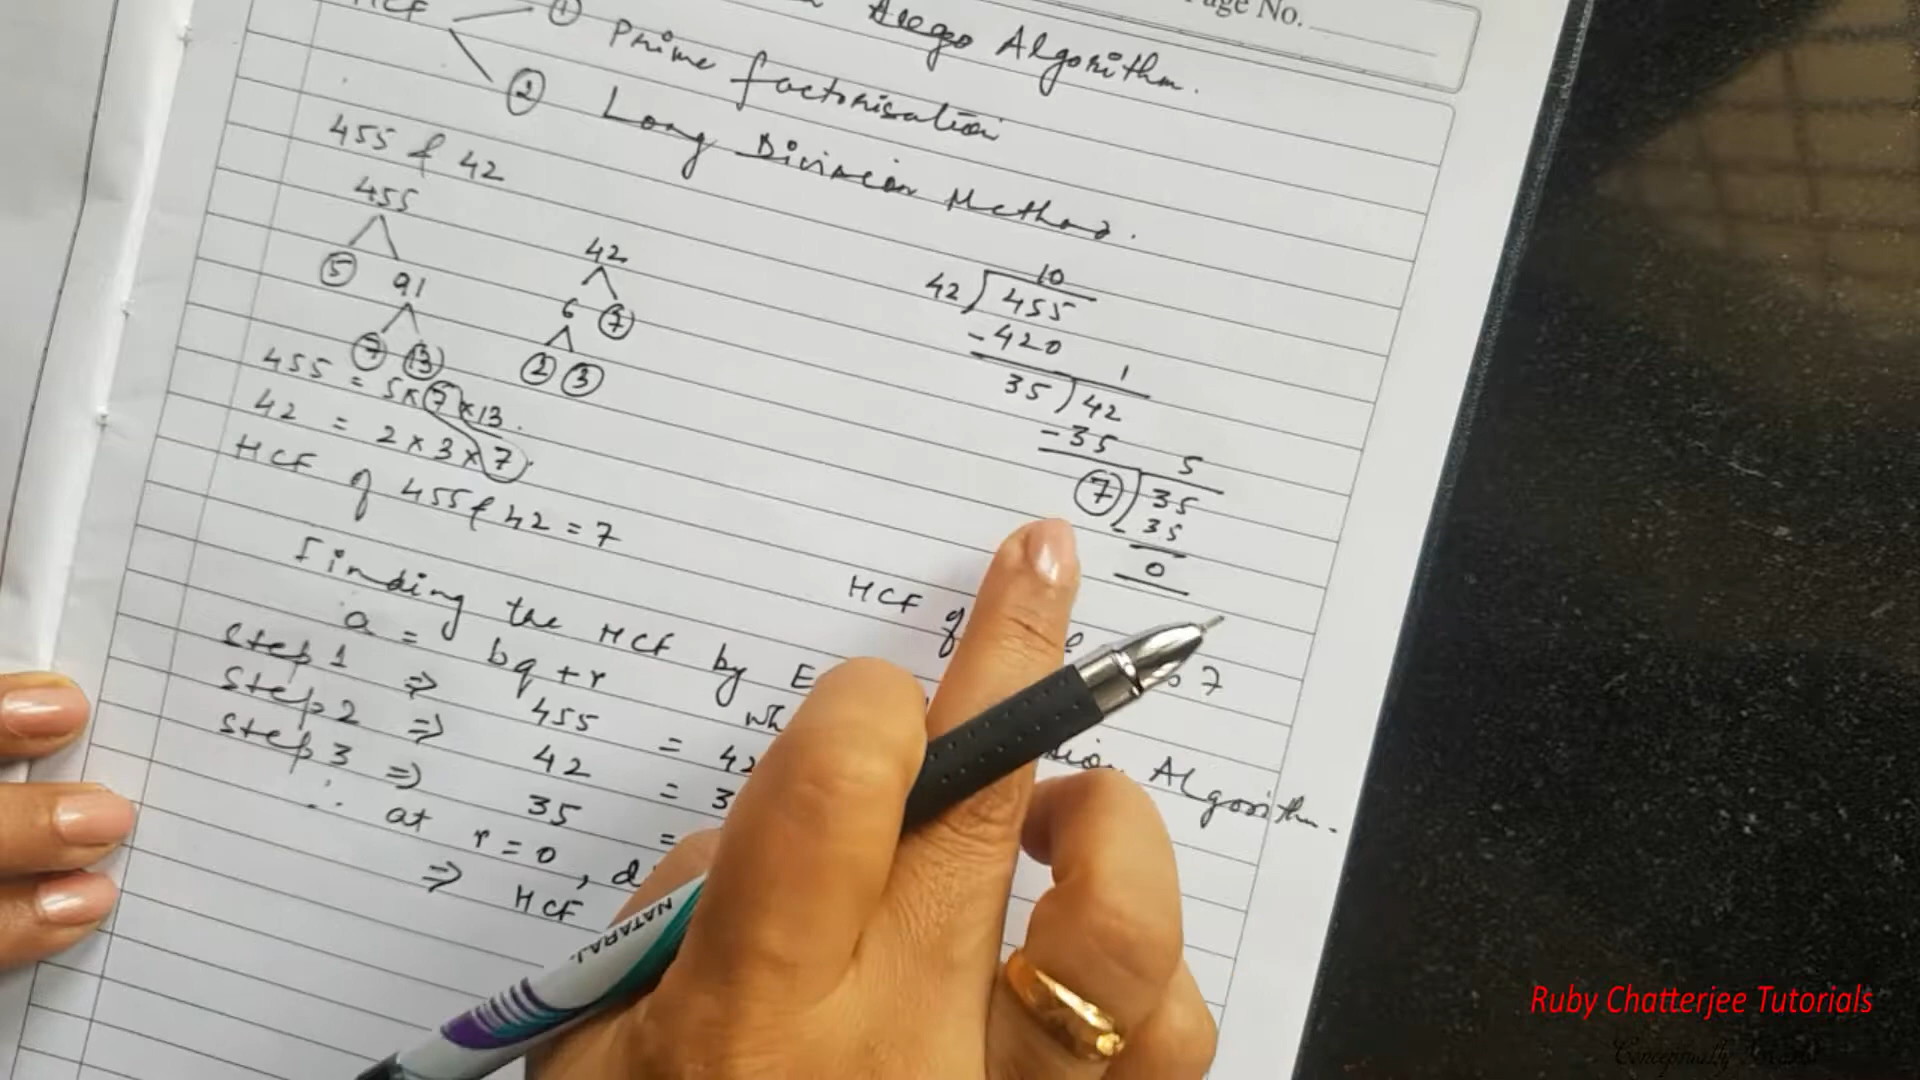 Page No.
Algorithm.
HCF
① Prime factorisation
② Long Division Method.
455 & 42
455
5 91
7 13
42
6 7
2 3
455 = 5 × 7 × 13.
42 = 2 × 3 × 7.
HCF of 455 & 42 = 7
10
42 ) 455
- 420
1
35 ) 42
- 35
5
7 ) 35
- 35
0
HCF of
7
Finding the HCF by
Algorithm.
a = bq + r
Step 1 ⇒ 455 = 42
Step 2 ⇒ 42 = 3
Step 3 ⇒ 35 =
∴ at r = 0 ,
⇒ HCF
NATARAJ
Ruby Chatterjee Tutorials